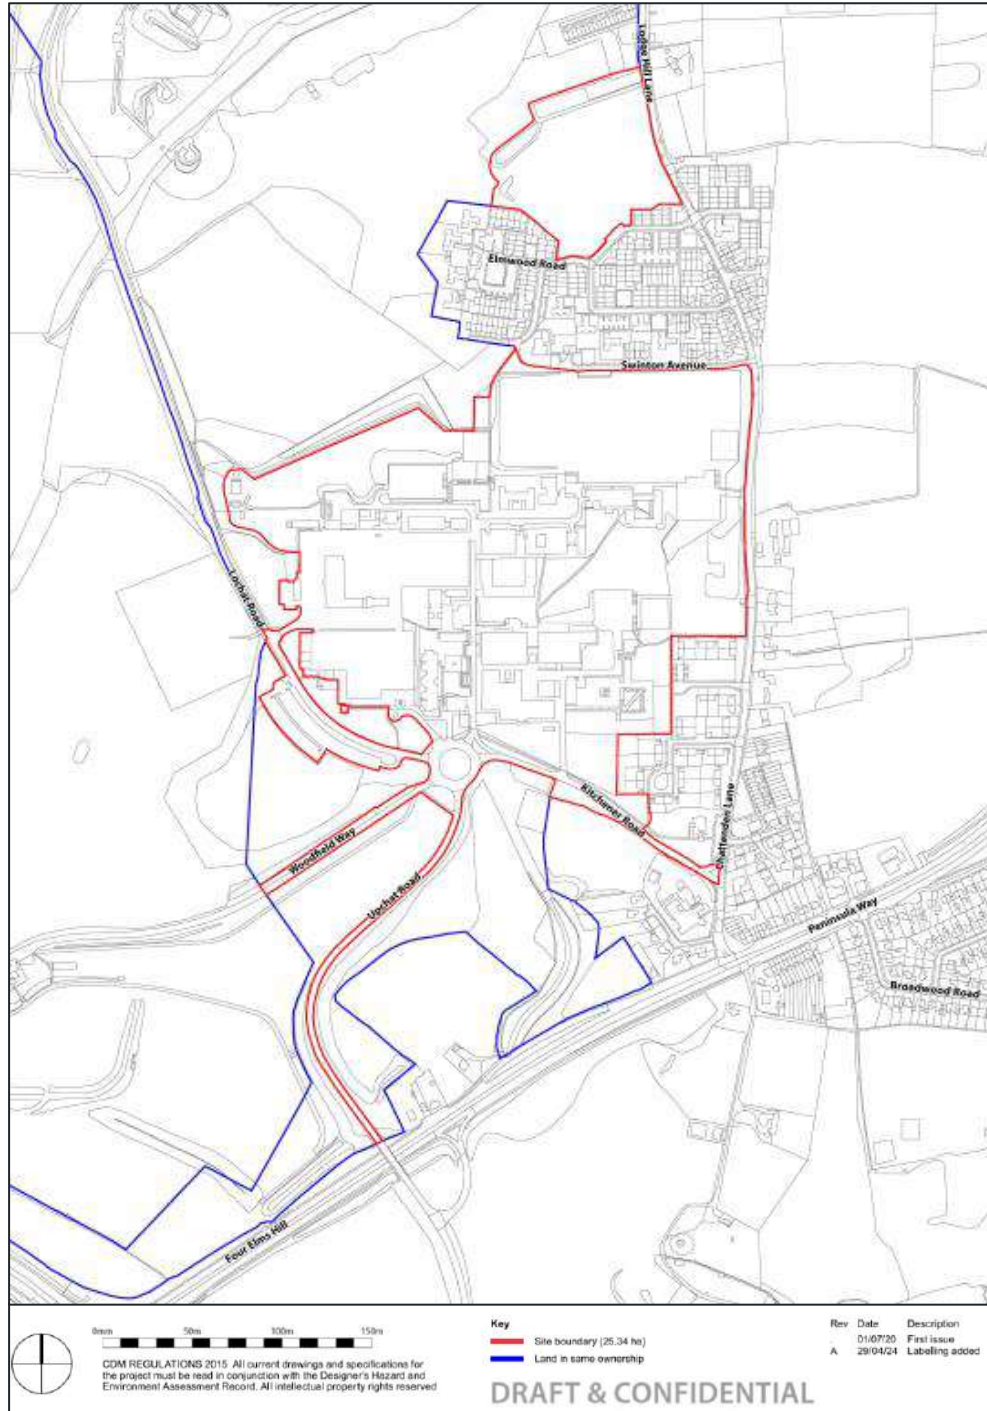 Lodge Hill Lane
Elmwood Road
Swinton Avenue
Lochat Road
Kitchener Road
Chattenden Lane
Woodfield Way
Upchat Road
Peninsula Way
Broadwood Road
Four Elms Hill
0mm 50m 100m 150m
CDM REGULATIONS 2015 All current drawings and specifications for
the project must be read in conjunction with the Designer's Hazard and
Environment Assessment Record. All intellectual property rights reserved
Key
Site boundary (25.34 ha)
Land in same ownership
DRAFT & CONFIDENTIAL
Rev Date Description
. 01/07/20 First issue
A 29/04/24 Labelling added